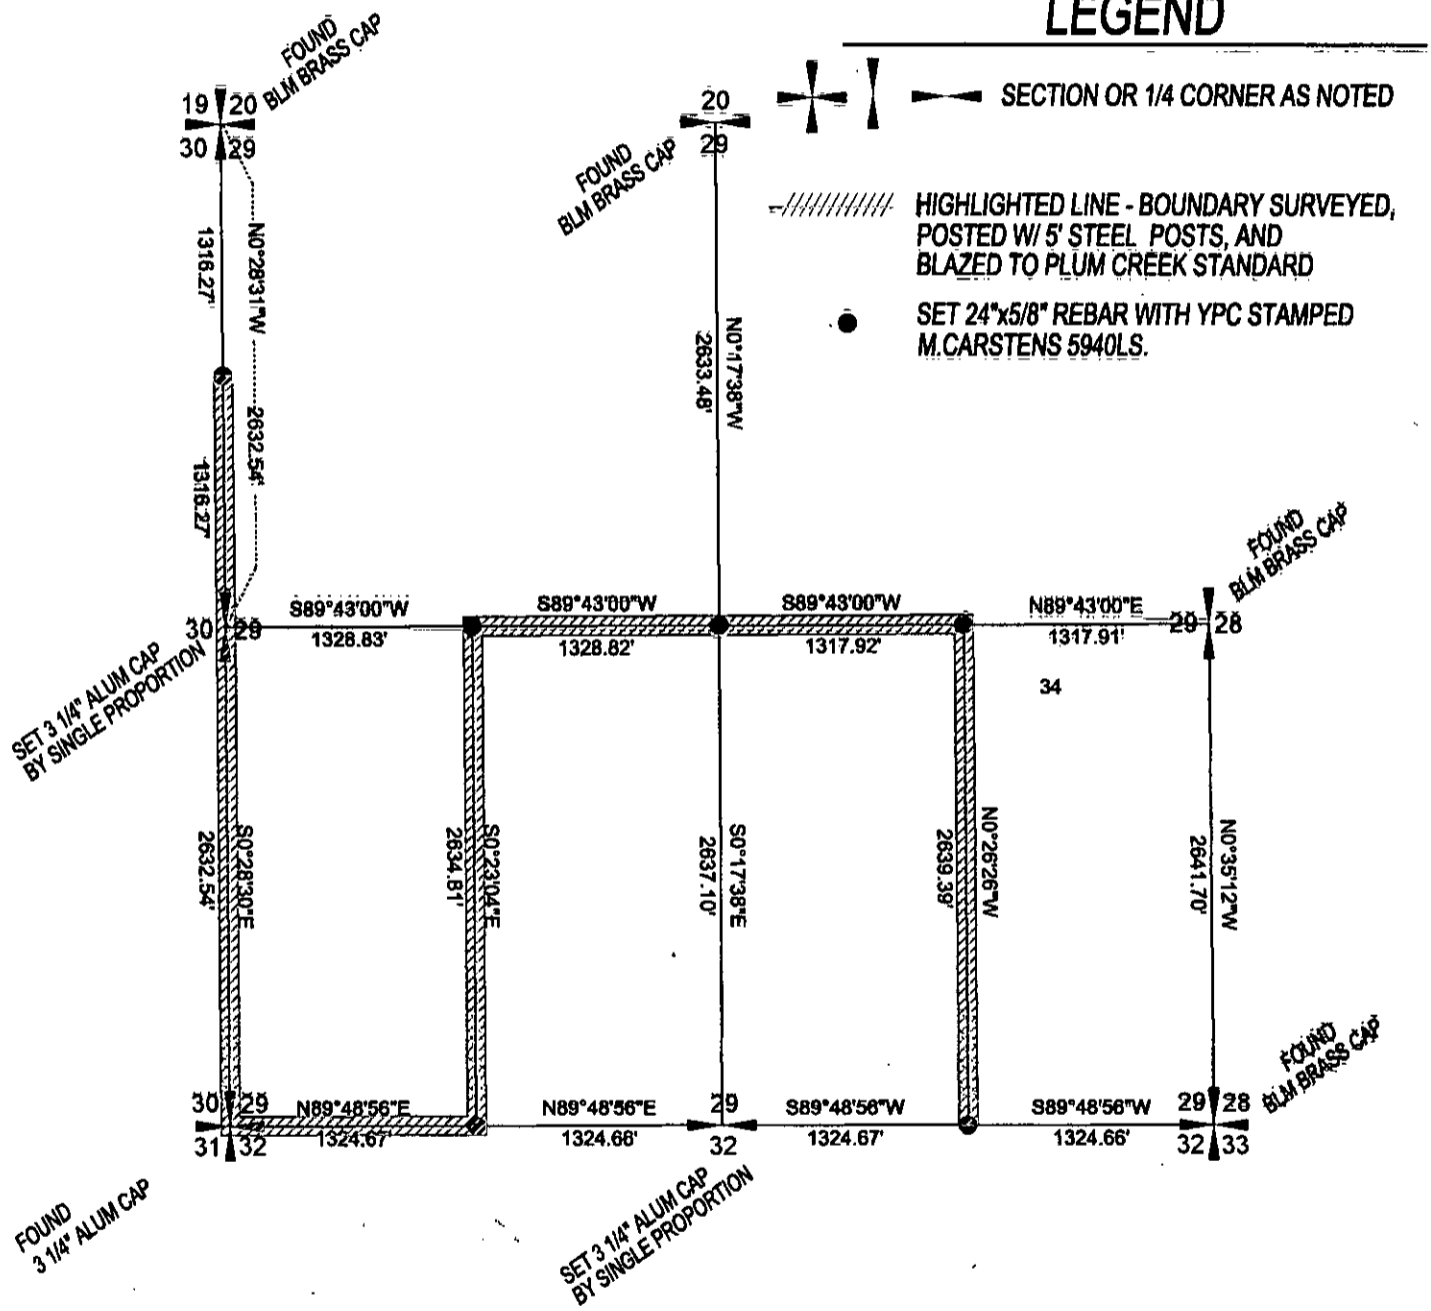 LEGEND
SECTION OR 1/4 CORNER AS NOTED
HIGHLIGHTED LINE - BOUNDARY SURVEYED,
POSTED W/ 5' STEEL POSTS, AND
BLAZED TO PLUM CREEK STANDARD
SET 24"x5/8" REBAR WITH YPC STAMPED
M.CARSTENS 5940LS.
FOUND
BLM BRASS CAP
19 20
30 29
1316.27'
N0°28'31"W
2632.54'
1316.27'
20
29
FOUND
BLM BRASS CAP
N0°17'38"W
2633.48'
FOUND
BLM BRASS CAP
30 29
S89°43'00"W
1328.83'
S89°43'00"W
1328.82'
S89°43'00"W
1317.92'
N89°43'00"E
1317.91'
29 28
34
SET 3 1/4" ALUM CAP
BY SINGLE PROPORTION
S0°28'30"E
2632.54'
S0°23'04"E
2634.81'
S0°17'38"E
2637.10'
N0°26'26"W
2639.39'
N0°35'12"W
2641.70'
30 29
31 32
N89°48'56"E
1324.67'
N89°48'56"E
1324.66'
29
32
S89°48'56"W
1324.67'
S89°48'56"W
1324.66'
29 28
32 33
FOUND
BLM BRASS CAP
FOUND
3 1/4" ALUM CAP
SET 3 1/4" ALUM CAP
BY SINGLE PROPORTION